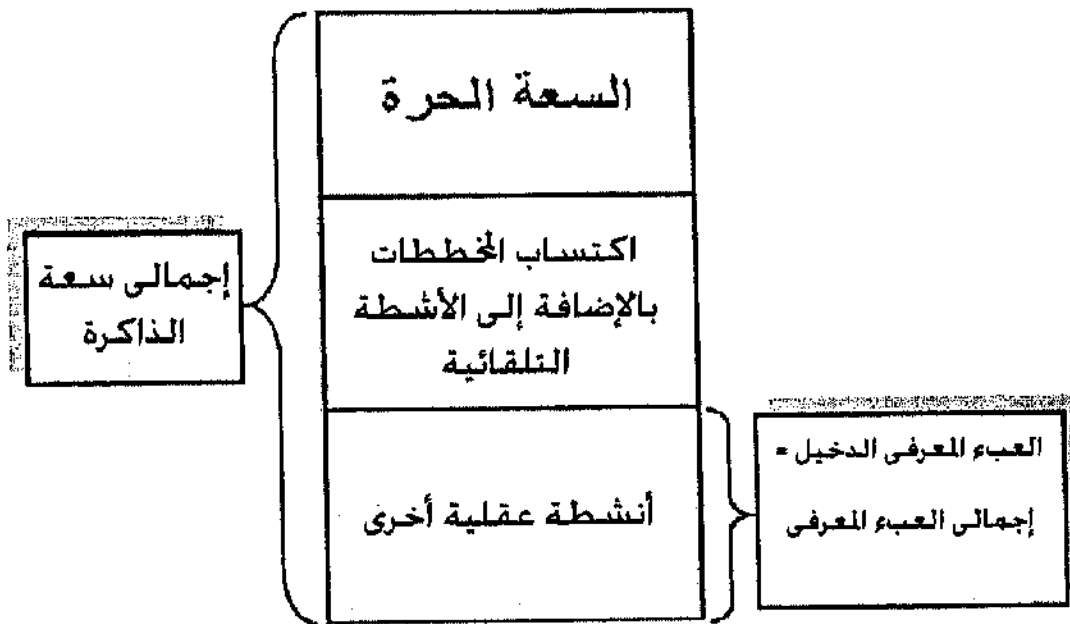 السعة الحرة
اكتساب المخططات
بالإضافة إلى الأشطة
التلقائية
أنشطة عقلية أخرى
إجمالى سعة
الذاكرة
العبء المعرفى الدخيل =
إجمالى العبء المعرفى